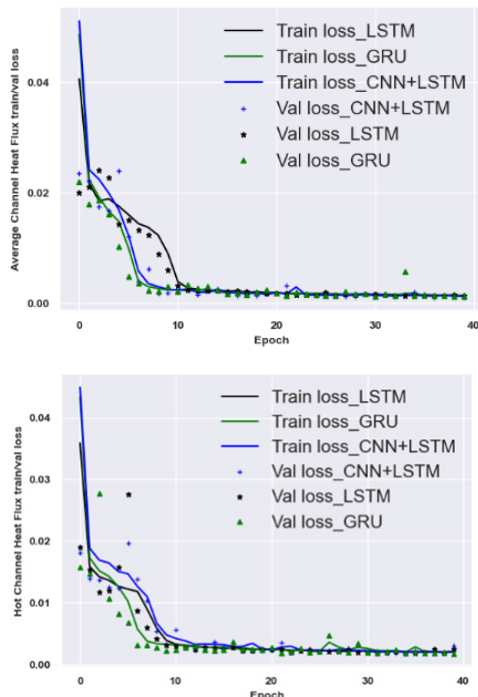 Train loss_LSTM
Train loss_GRU
Train loss_CNN+LSTM
Val loss_CNN+LSTM
Val loss_LSTM
Val loss_GRU
Average Channel Heat Flux train/val loss
0.04
0.02
0.00
0 10 20 30 40
Epoch
Train loss_LSTM
Train loss_GRU
Train loss_CNN+LSTM
Val loss_CNN+LSTM
Val loss_LSTM
Val loss_GRU
Hot Channel Heat Flux train/val loss
0.04
0.03
0.02
0.01
0.00
0 10 20 30 40
Epoch